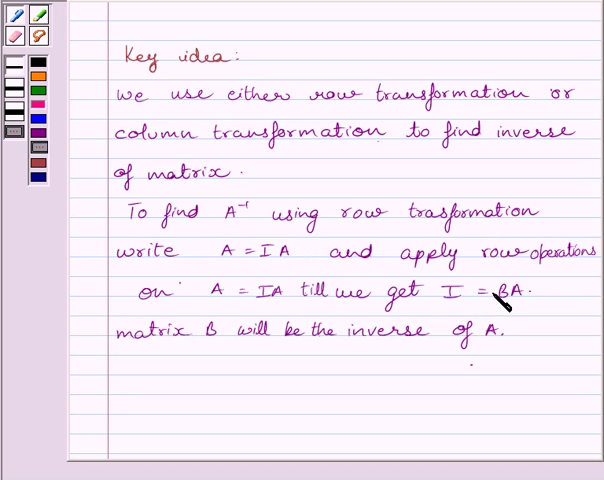 Key idea:
We use either row transformation or
column transformation to find inverse
of matrix.
To find A⁻¹ using row trasformation
write A = IA and apply row operations
on A = IA till we get I = BA.
matrix B will be the inverse of A.